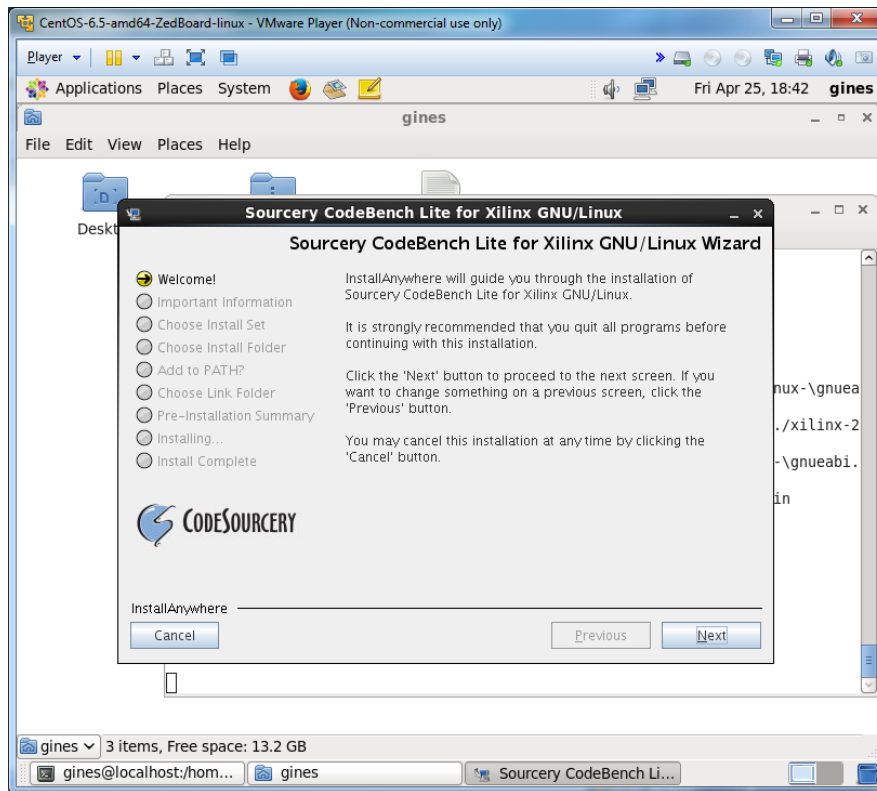 CentOS-6.5-amd64-ZedBoard-linux - VMware Player (Non-commercial use only)
Player
Applications Places System Fri Apr 25, 18:42 gines
gines
File Edit View Places Help
Deskt
Sourcery CodeBench Lite for Xilinx GNU/Linux
Sourcery CodeBench Lite for Xilinx GNU/Linux Wizard
Welcome!
Important Information
Choose Install Set
Choose Install Folder
Add to PATH?
Choose Link Folder
Pre-Installation Summary
Installing...
Install Complete
InstallAnywhere will guide you through the installation of
Sourcery CodeBench Lite for Xilinx GNU/Linux.
It is strongly recommended that you quit all programs before
continuing with this installation.
Click the 'Next' button to proceed to the next screen. If you
want to change something on a previous screen, click the
'Previous' button.
You may cancel this installation at any time by clicking the
'Cancel' button.
nux-\gnuea
./xilinx-2
-\gnueabi.
in
CODESOURCERY
InstallAnywhere
Cancel Previous Next
gines 3 items, Free space: 13.2 GB
gines@localhost:/hom... gines Sourcery CodeBench Li...